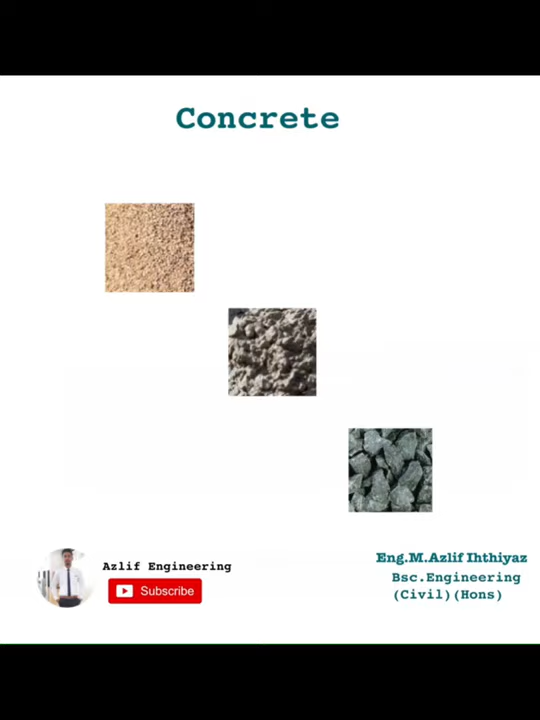 Concrete
Azlif Engineering
Subscribe
Eng.M.Azlif Ihthiyaz
Bsc.Engineering
(Civil)(Hons)